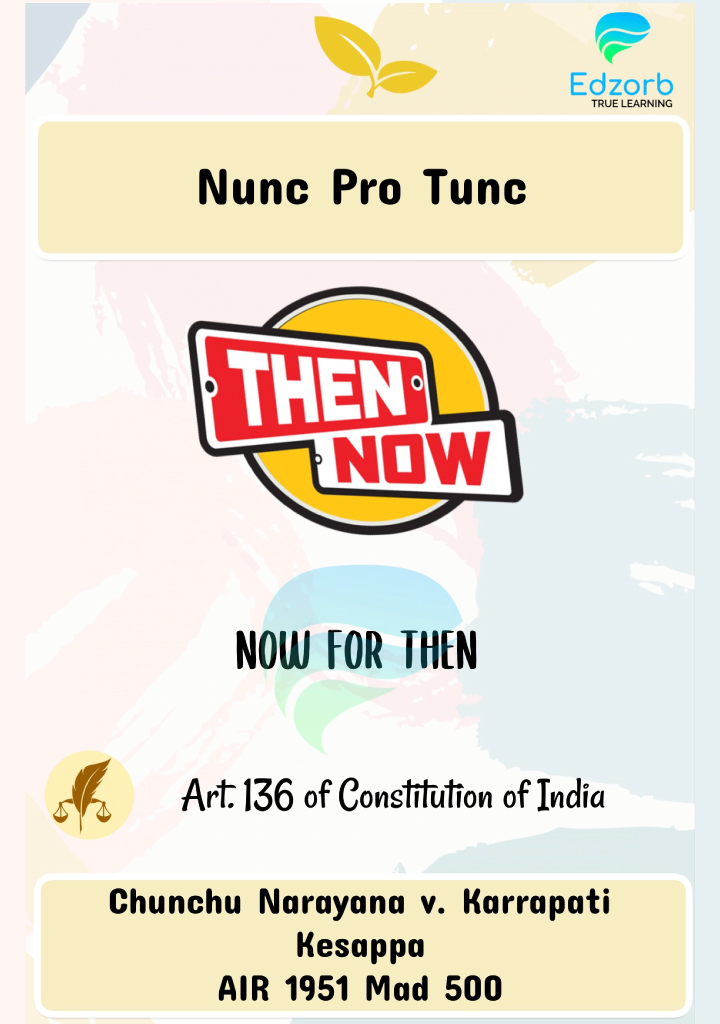 Edzorb
TRUE LEARNING
Nunc Pro Tunc
THEN
NOW
NOW FOR THEN
Art. 136 of Constitution of India
Chunchu Narayana v. Karrapati
Kesappa
AIR 1951 Mad 500